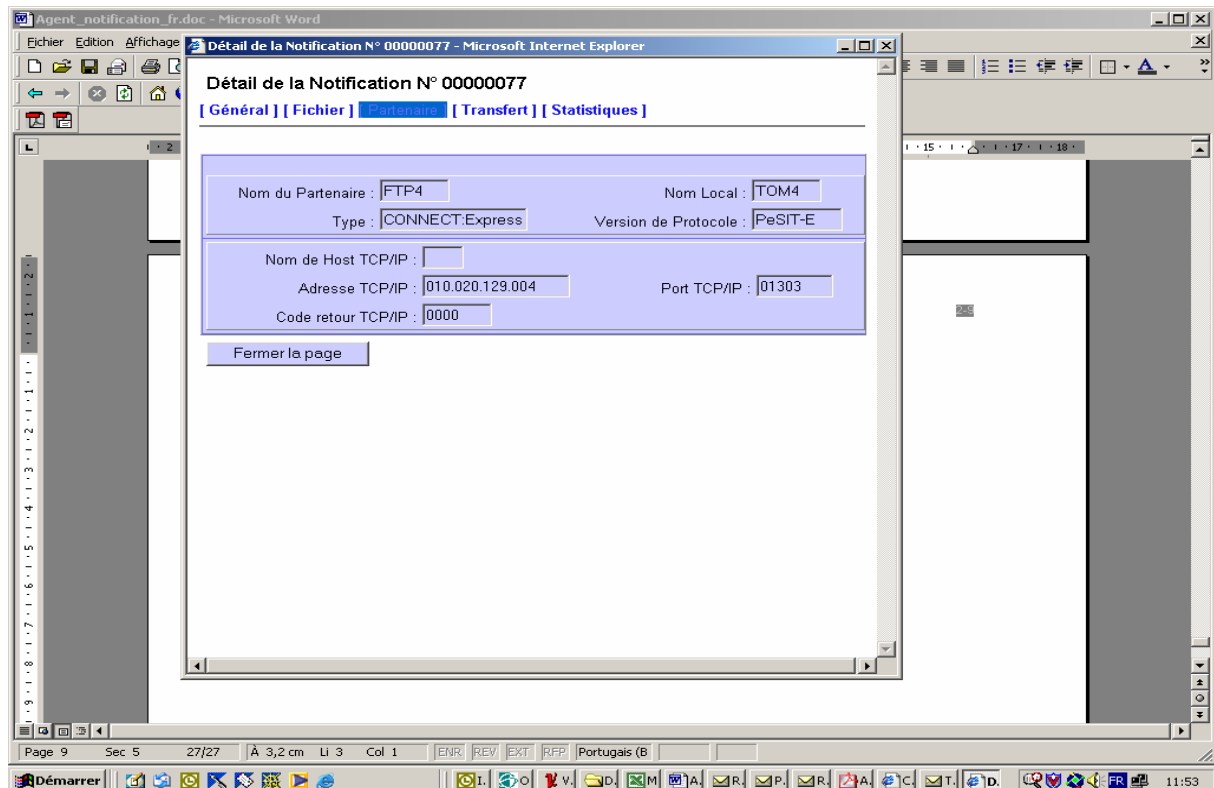 Agent_notification_fr.doc - Microsoft Word
Fichier Edition Affichage
Détail de la Notification N° 00000077 - Microsoft Internet Explorer
Détail de la Notification N° 00000077
[ Général ] [ Fichier ] [ Partenaire ] [ Transfert ] [ Statistiques ]
Nom du Partenaire : FTP4 Nom Local : TOM4
Type : CONNECT:Express Version de Protocole : PeSIT-E
Nom de Host TCP/IP :
Adresse TCP/IP : 010.020.129.004 Port TCP/IP : 01303
Code retour TCP/IP : 0000
Fermer la page
2-9
Page 9 Sec 5 27/27 À 3,2 cm Li 3 Col 1 ENR REV EXT RFP Portugais (B
Démarrer I. O V. D. M A. R. P. R. A. C. T. D. FR 11:53